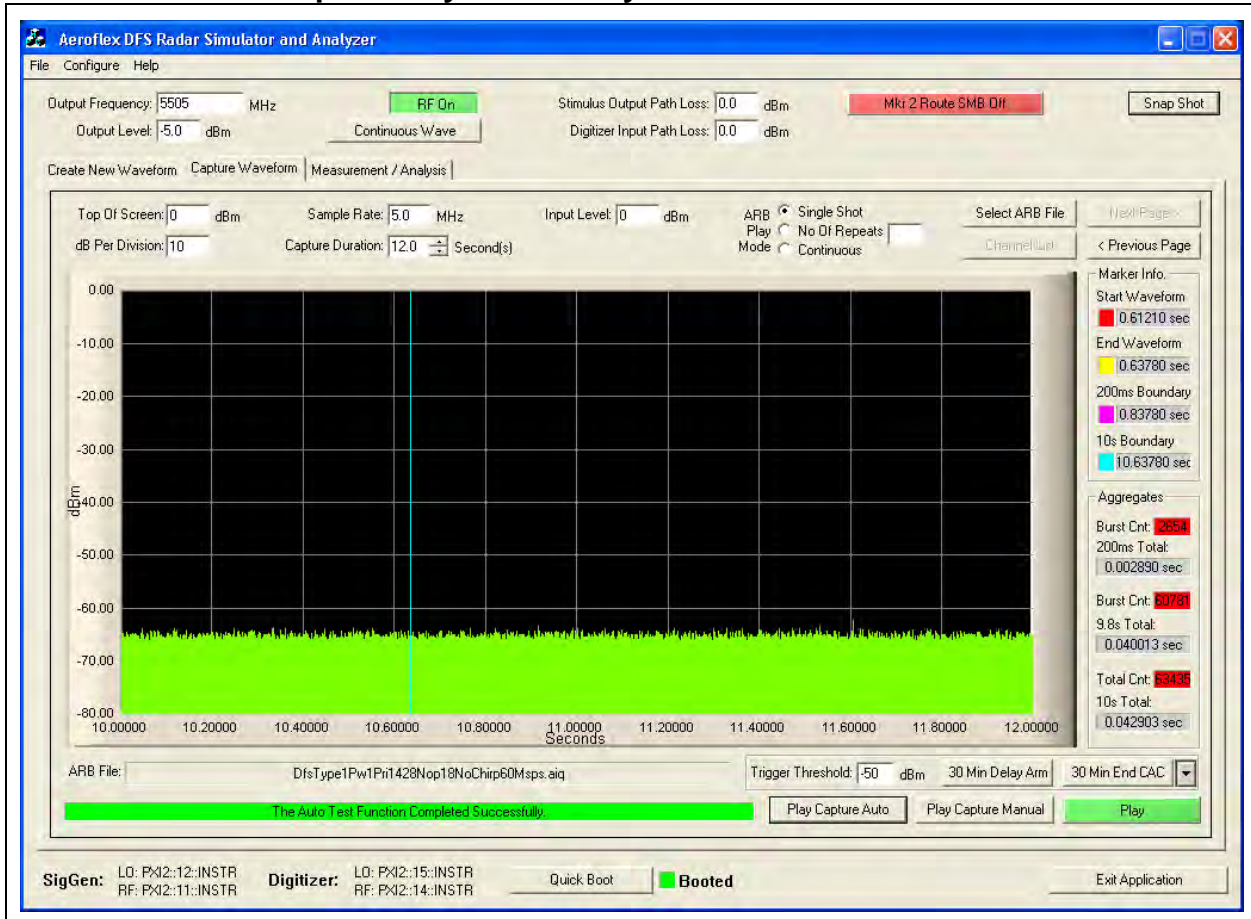 Aeroflex DFS Radar Simulator and Analyzer
File Configure Help
Output Frequency: 5505 MHz
RF On
Stimulus Output Path Loss: 0.0 dBm
Mkr 2 Route SMB Off
Snap Shot
Output Level: -5.0 dBm
Continuous Wave
Digitizer Input Path Loss: 0.0 dBm
Create New Waveform Capture Waveform Measurement / Analysis
Top Of Screen: 0 dBm
Sample Rate: 5.0 MHz
Input Level: 0 dBm
ARB Play Mode
Single Shot
No Of Repeats
Continuous
Select ARB File
Next Page >
dB Per Division: 10
Capture Duration: 12.0 Second(s)
Channel List
< Previous Page
0.00
-10.00
-20.00
-30.00
-40.00
-50.00
-60.00
-70.00
-80.00
dBm
10.00000 10.20000 10.40000 10.60000 10.80000 11.00000 11.20000 11.40000 11.60000 11.80000 12.00000
Seconds
Marker Info.
Start Waveform
0.61210 sec
End Waveform
0.63780 sec
200ms Boundary
0.83780 sec
10s Boundary
10.63780 sec
Aggregates
Burst Cnt: 2654
200ms Total:
0.002890 sec
Burst Cnt: 60781
9.8s Total:
0.040013 sec
Total Cnt: 63435
10s Total:
0.042903 sec
ARB File: DfsType1Pw1Pri1428Nop18NoChirp60Msps.aiq
Trigger Threshold: -50 dBm
30 Min Delay Arm
30 Min End CAC
The Auto Test Function Completed Successfully.
Play Capture Auto
Play Capture Manual
Play
SigGen: LO: PXI2::12::INSTR
RF: PXI2::11::INSTR
Digitizer: LO: PXI2::15::INSTR
RF: PXI2::14::INSTR
Quick Boot
Booted
Exit Application